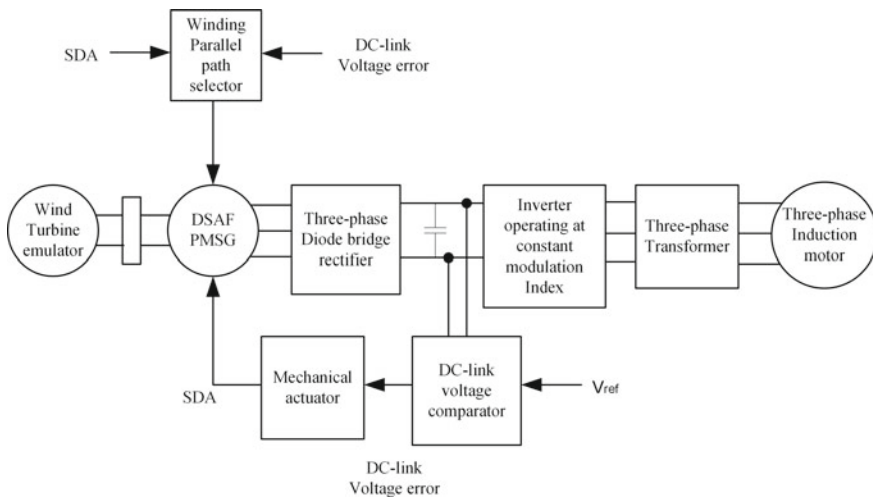 Winding
Parallel
path
selector
SDA
DC-link
Voltage error
Wind
Turbine
emulator
DSAF
PMSG
Three-phase
Diode bridge
rectifier
Inverter
operating at
constant
modulation
Index
Three-phase
Transformer
Three-phase
Induction
motor
SDA
Mechanical
actuator
DC-link
voltage
comparator
Vref
DC-link
Voltage error